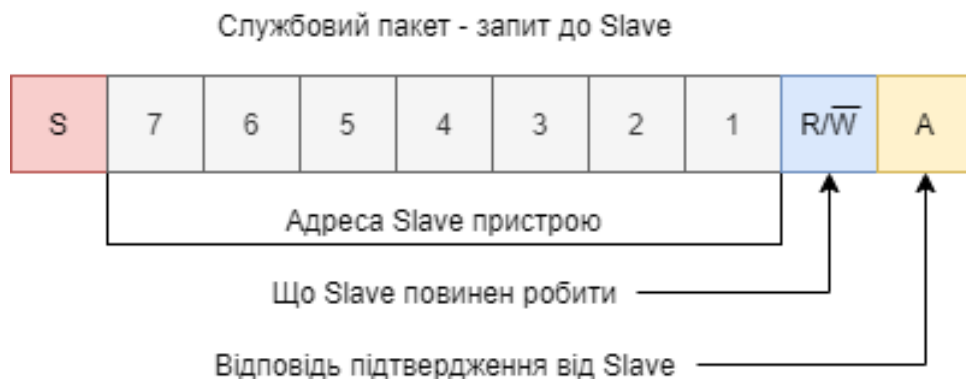 Службовий пакет - запит до Slave
S 7 6 5 4 3 2 1 R/W̅ A
Адреса Slave пристрою
Що Slave повинен робити
Відповідь підтвердження від Slave